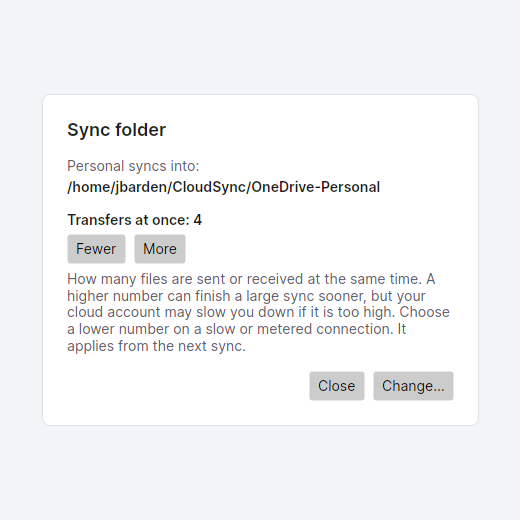 Sync folder
Personal syncs into:
/home/jbarden/CloudSync/OneDrive-Personal
Transfers at once: 4
Fewer More
How many files are sent or received at the same time. A
higher number can finish a large sync sooner, but your
cloud account may slow you down if it is too high. Choose
a lower number on a slow or metered connection. It
applies from the next sync.
Close Change...